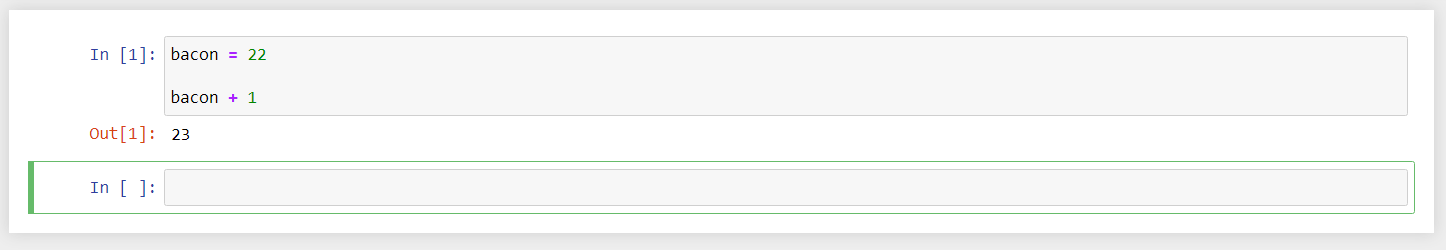 In [1]: bacon = 22
bacon + 1
Out[1]: 23
In [ ]: